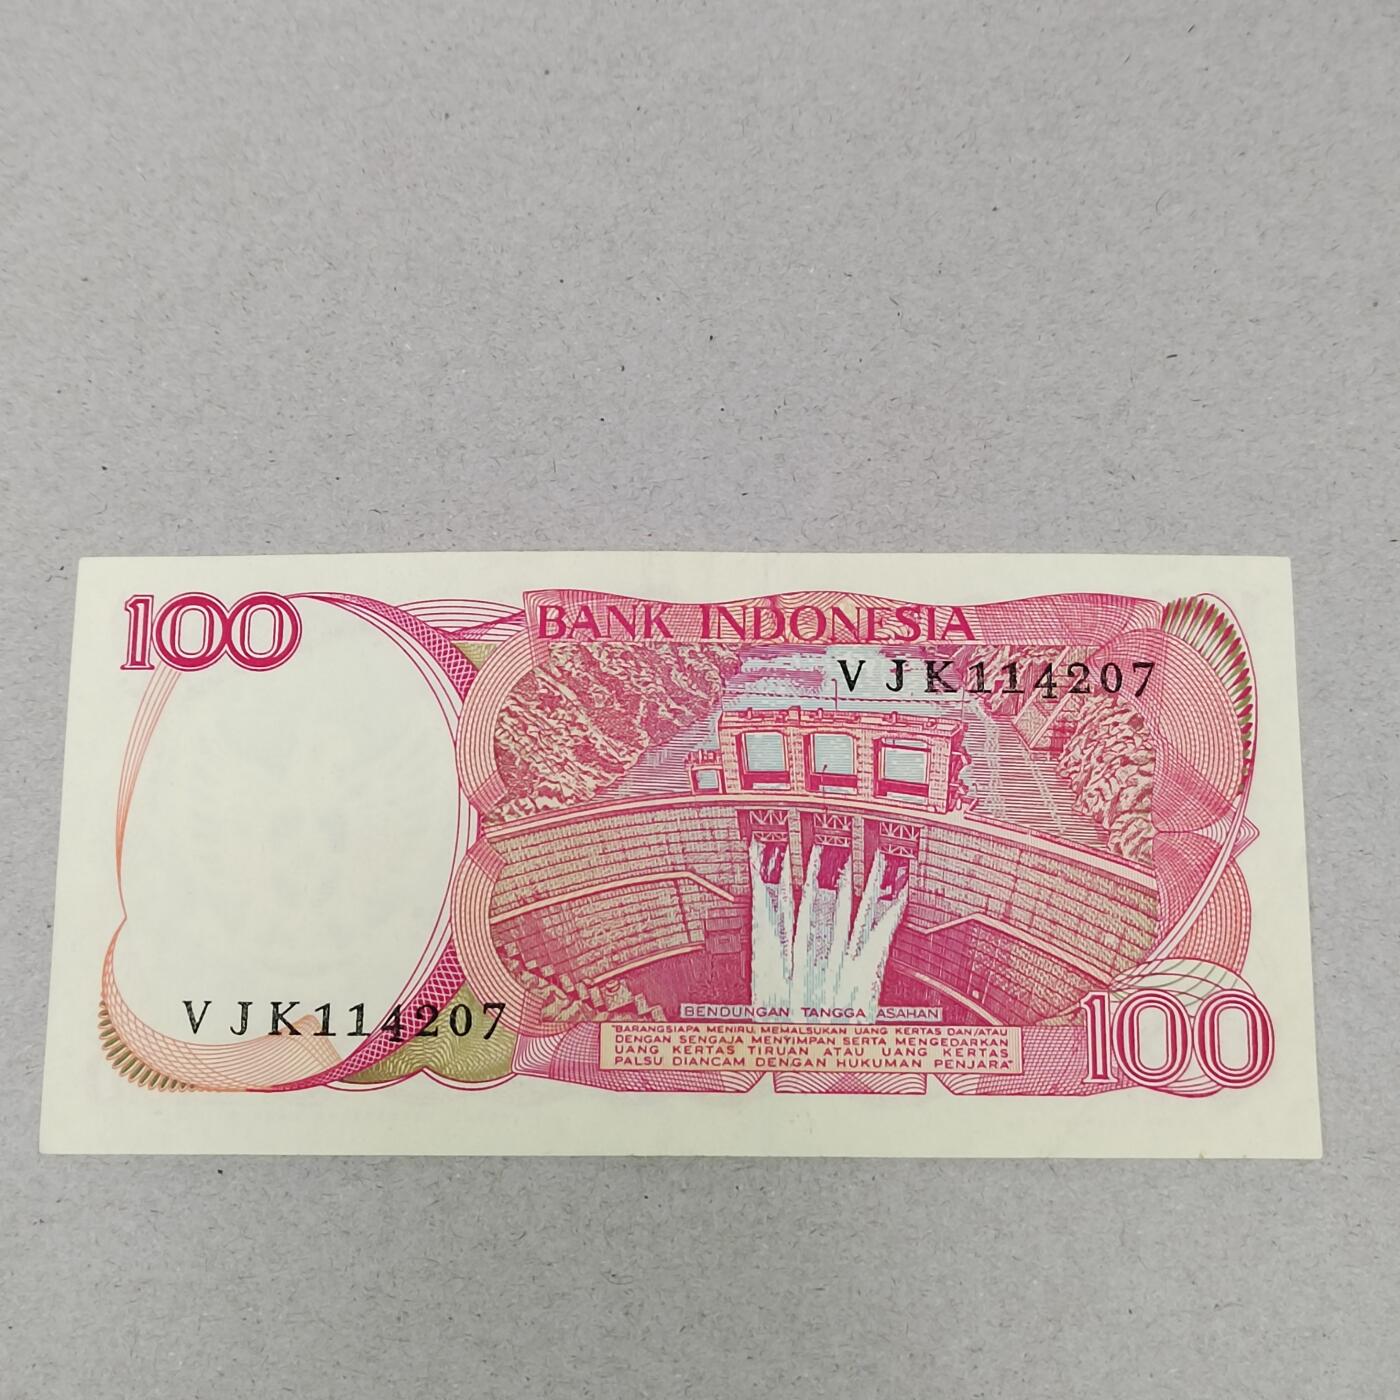 100
BANK INDONESIA
VJK114207
VJK114207
BENDUNGAN TANGGA ASAHAN
"BARANGSIAPA MENIRU, MEMALSUKAN UANG KERTAS DAN/ATAU
DENGAN SENGAJA MENYIMPAN SERTA MENGEDARKAN
UANG KERTAS TIRUAN ATAU UANG KERTAS
PALSU DIANCAM DENGAN HUKUMAN PENJARA"
100